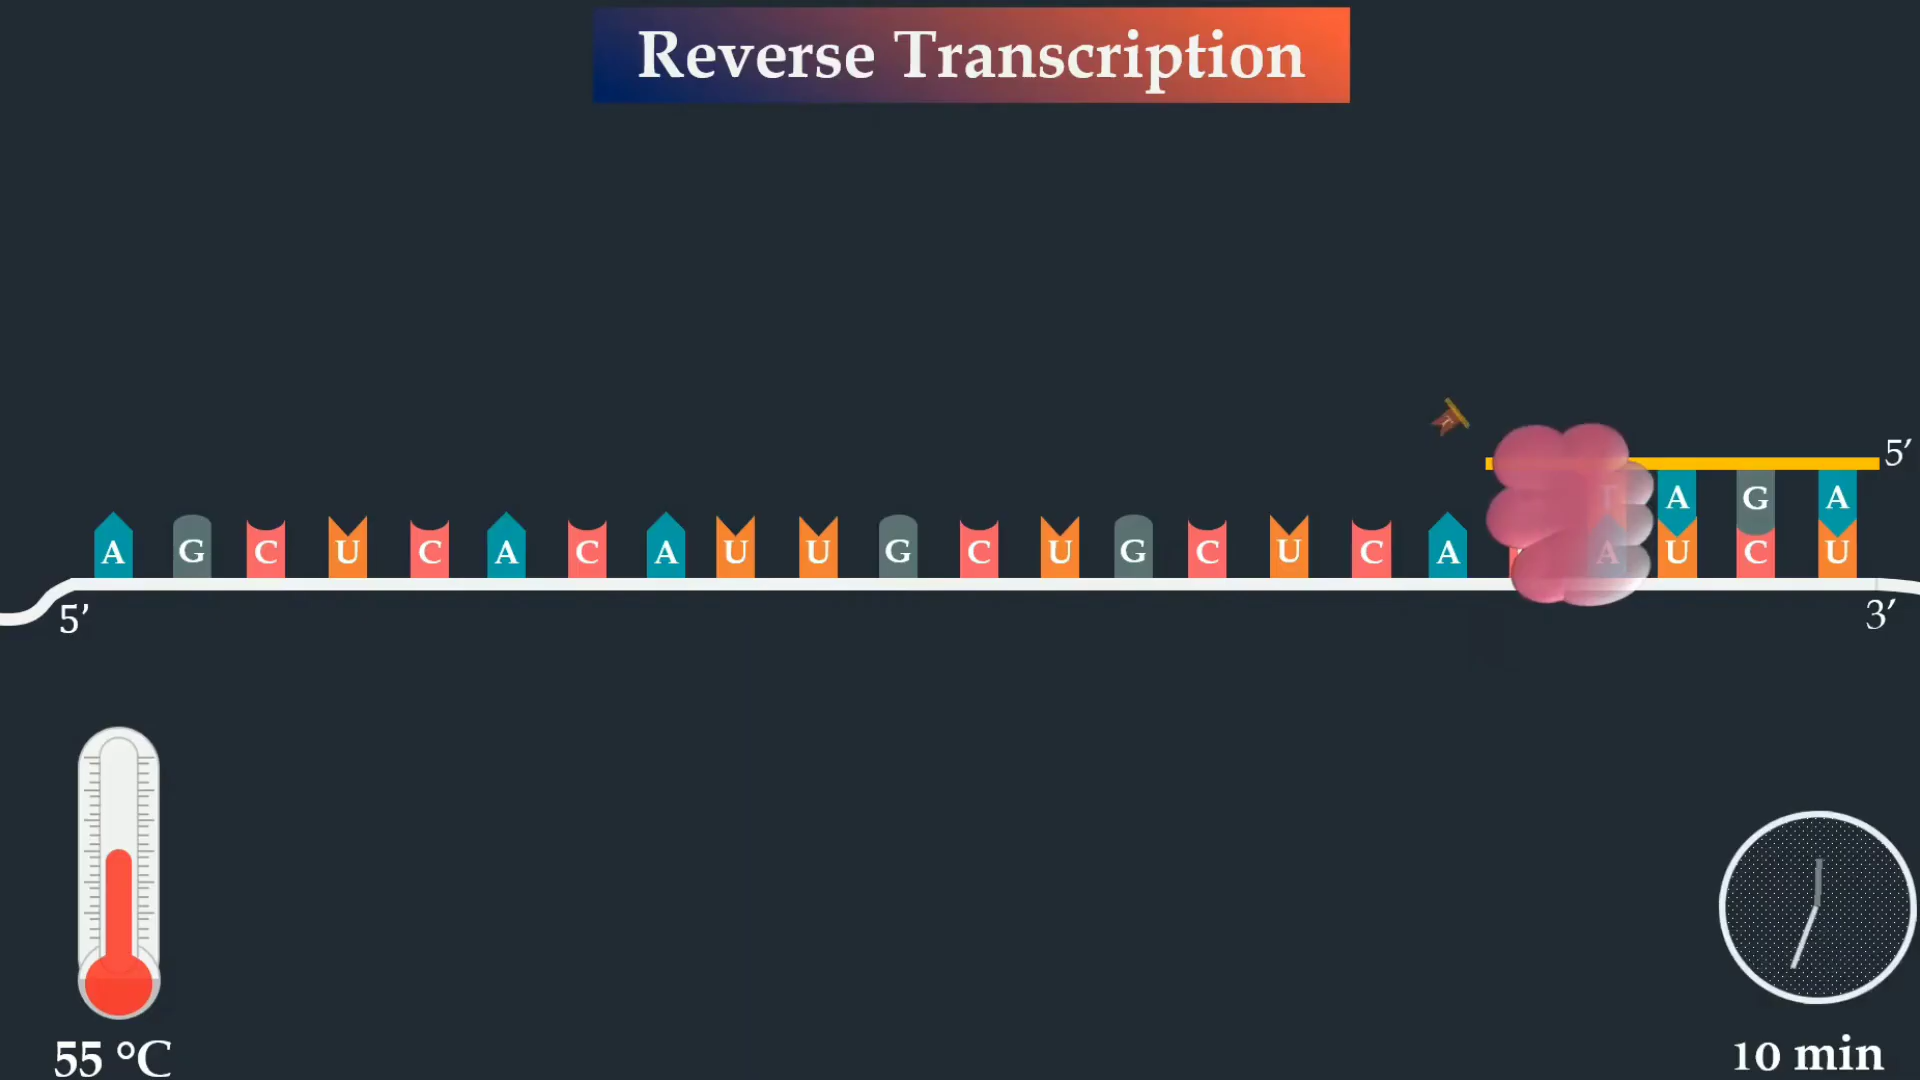 Reverse Transcription
5′
T A G A
A G C U C A C A U U G C U G C U C A A U C U
5′
3′
55 °C
10 min